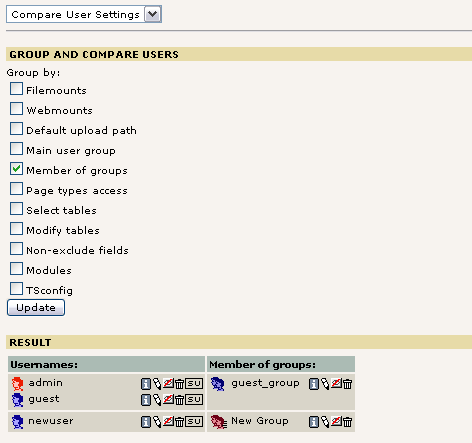 Compare User Settings
GROUP AND COMPARE USERS
Group by:
Filemounts
Webmounts
Default upload path
Main user group
Member of groups
Page types access
Select tables
Modify tables
Non-exclude fields
Modules
TSconfig
Update
RESULT
Usernames: Member of groups:
admin SU guest_group
guest SU
newuser SU New Group